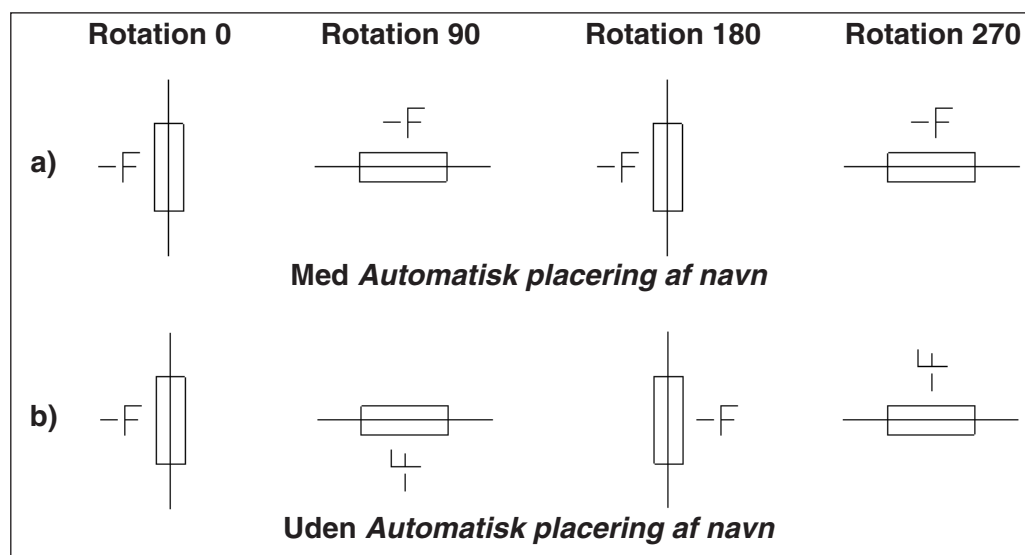 Rotation 0 Rotation 90 Rotation 180 Rotation 270
a) -F -F -F -F
Med Automatisk placering af navn
b) -F -F -F -F
Uden Automatisk placering af navn